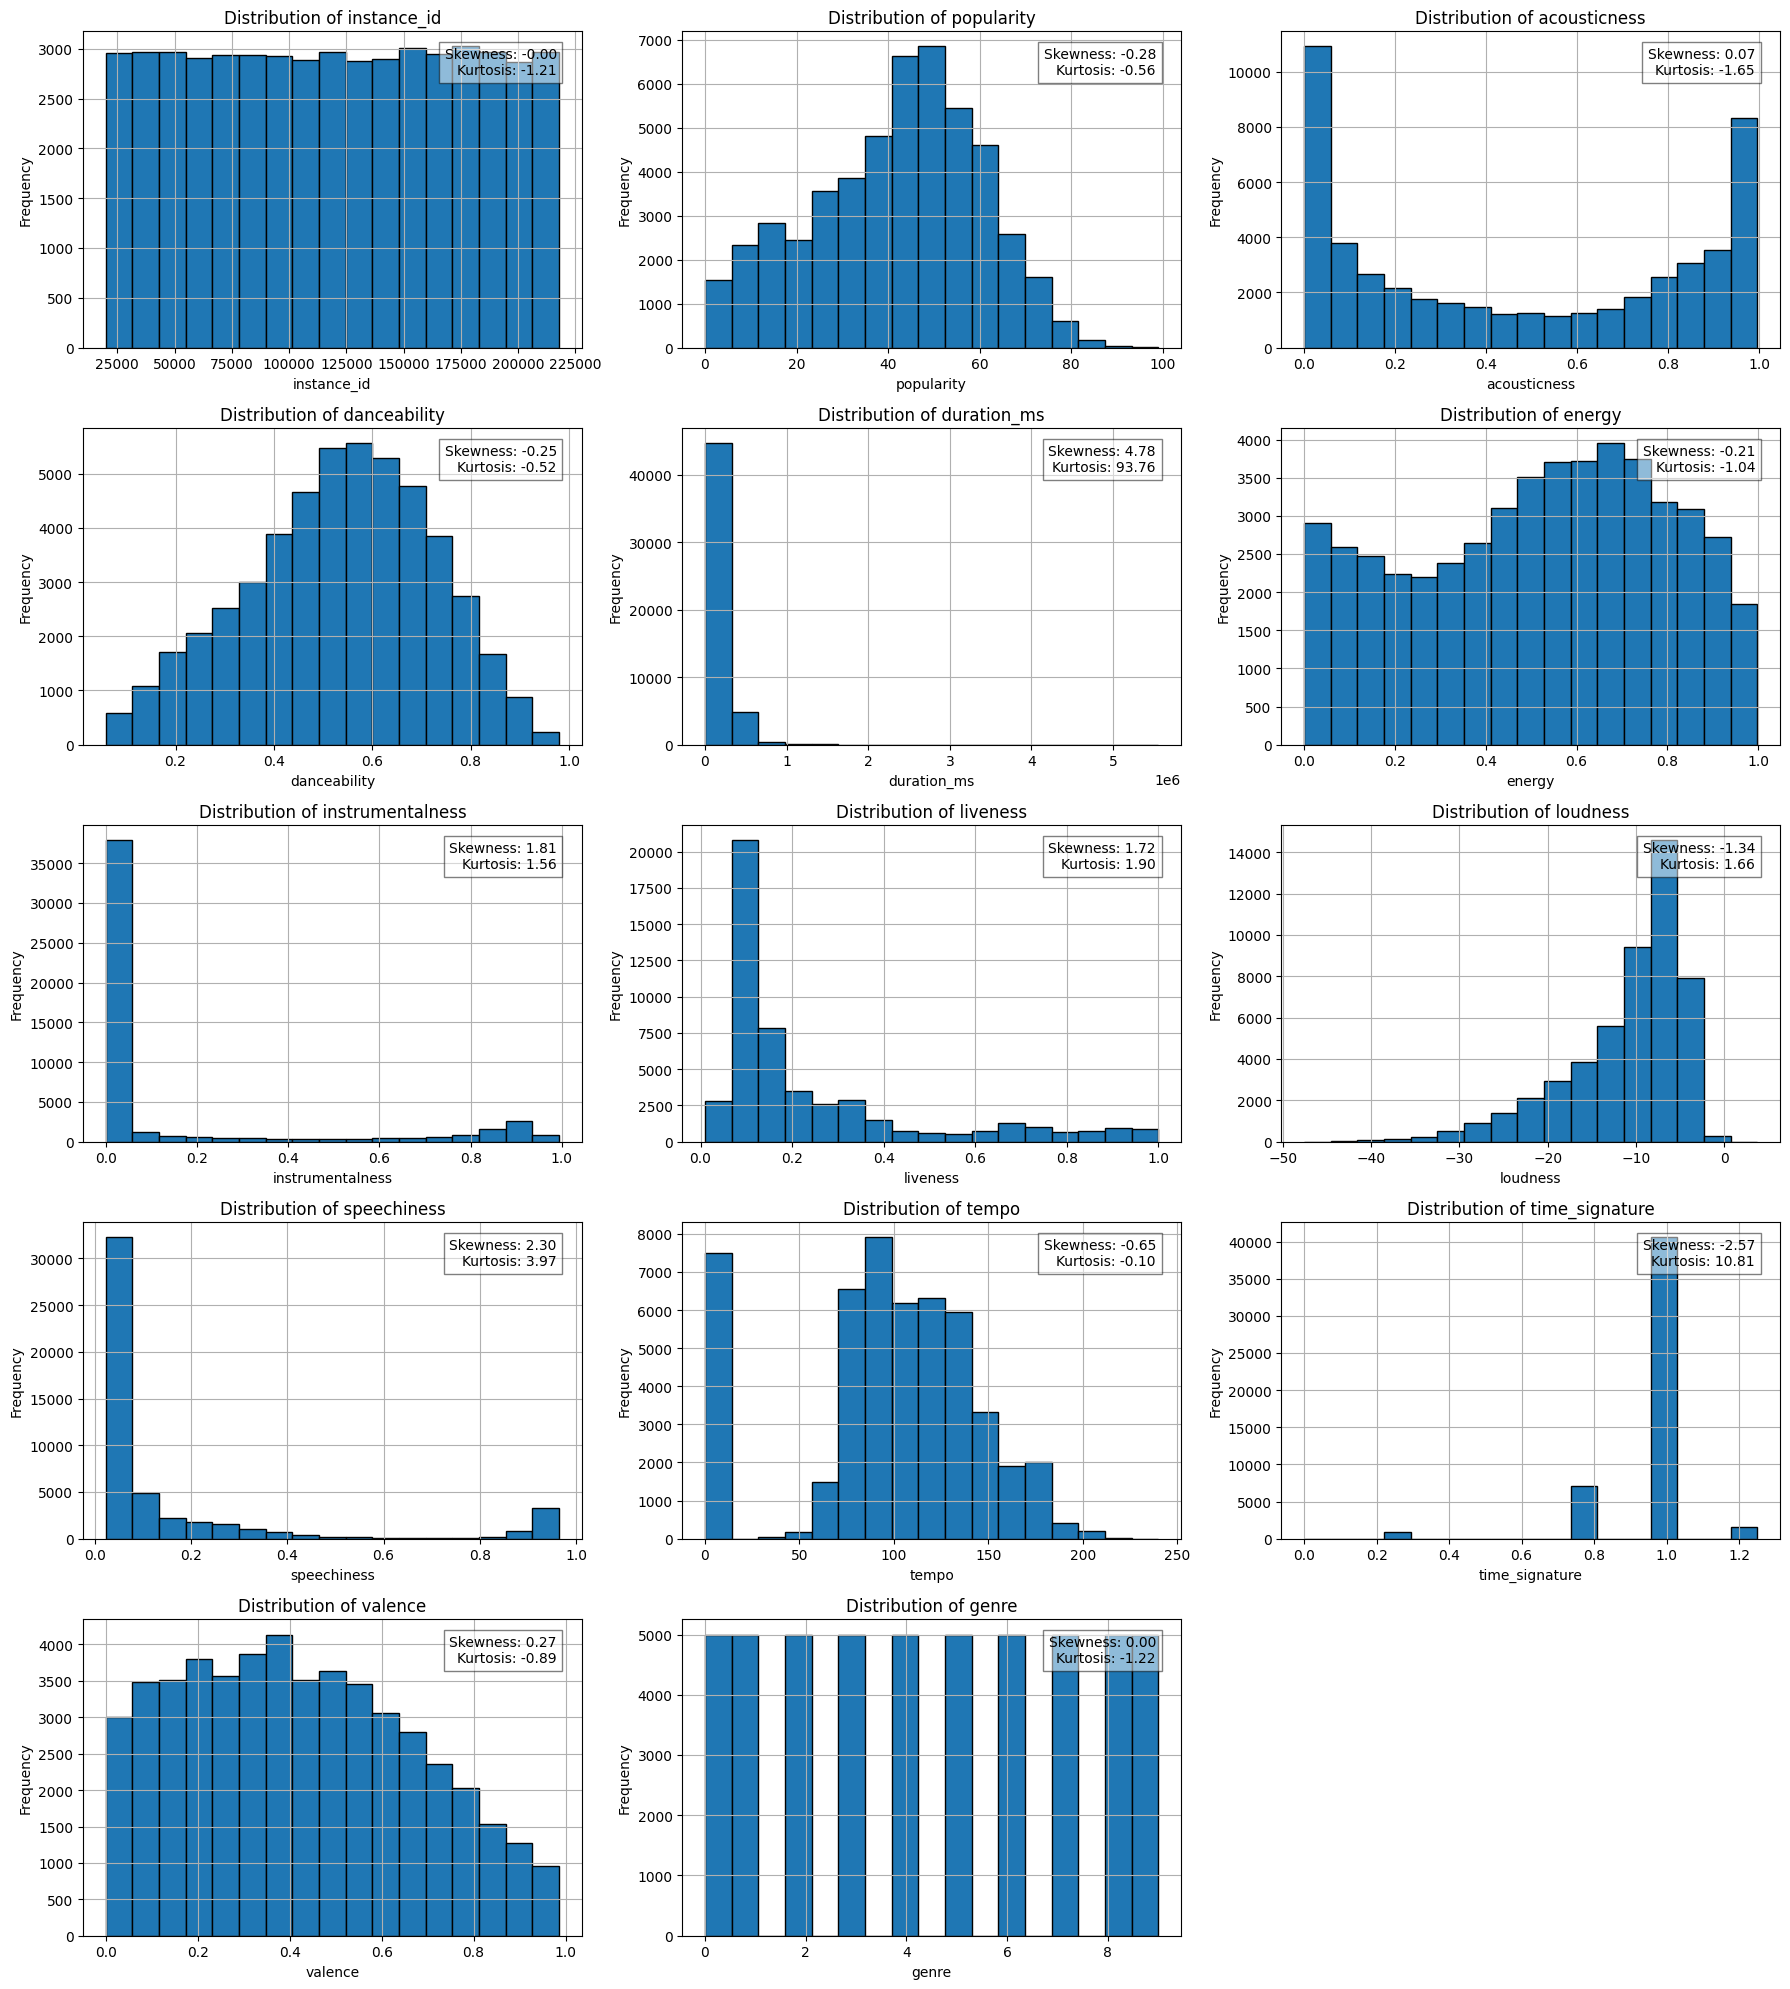 Distribution of instance_id
Skewness: -0.00
Kurtosis: -1.21
3000
2500
2000
1500
1000
500
0
Frequency
25000 50000 75000 100000 125000 150000 175000 200000 225000
instance_id
Distribution of popularity
Skewness: -0.28
Kurtosis: -0.56
7000
6000
5000
4000
3000
2000
1000
0
Frequency
0 20 40 60 80 100
popularity
Distribution of acousticness
Skewness: 0.07
Kurtosis: -1.65
10000
8000
6000
4000
2000
0
Frequency
0.0 0.2 0.4 0.6 0.8 1.0
acousticness
Distribution of danceability
Skewness: -0.25
Kurtosis: -0.52
5000
4000
3000
2000
1000
0
Frequency
0.2 0.4 0.6 0.8 1.0
danceability
Distribution of duration_ms
Skewness: 4.78
Kurtosis: 93.76
40000
30000
20000
10000
0
Frequency
0 1 2 3 4 5
1e6
duration_ms
Distribution of energy
Skewness: -0.21
Kurtosis: -1.04
4000
3500
3000
2500
2000
1500
1000
500
0
Frequency
0.0 0.2 0.4 0.6 0.8 1.0
energy
Distribution of instrumentalness
Skewness: 1.81
Kurtosis: 1.56
35000
30000
25000
20000
15000
10000
5000
0
Frequency
0.0 0.2 0.4 0.6 0.8 1.0
instrumentalness
Distribution of liveness
Skewness: 1.72
Kurtosis: 1.90
20000
17500
15000
12500
10000
7500
5000
2500
0
Frequency
0.0 0.2 0.4 0.6 0.8 1.0
liveness
Distribution of loudness
Skewness: -1.34
Kurtosis: 1.66
14000
12000
10000
8000
6000
4000
2000
0
Frequency
−50 −40 −30 −20 −10 0
loudness
Distribution of speechiness
Skewness: 2.30
Kurtosis: 3.97
30000
25000
20000
15000
10000
5000
0
Frequency
0.0 0.2 0.4 0.6 0.8 1.0
speechiness
Distribution of tempo
Skewness: -0.65
Kurtosis: -0.10
8000
7000
6000
5000
4000
3000
2000
1000
0
Frequency
0 50 100 150 200 250
tempo
Distribution of time_signature
Skewness: -2.57
Kurtosis: 10.81
40000
35000
30000
25000
20000
15000
10000
5000
0
Frequency
0.0 0.2 0.4 0.6 0.8 1.0 1.2
time_signature
Distribution of valence
Skewness: 0.27
Kurtosis: -0.89
4000
3500
3000
2500
2000
1500
1000
500
0
Frequency
0.0 0.2 0.4 0.6 0.8 1.0
valence
Distribution of genre
Skewness: 0.00
Kurtosis: -1.22
5000
4000
3000
2000
1000
0
Frequency
0 2 4 6 8
genre